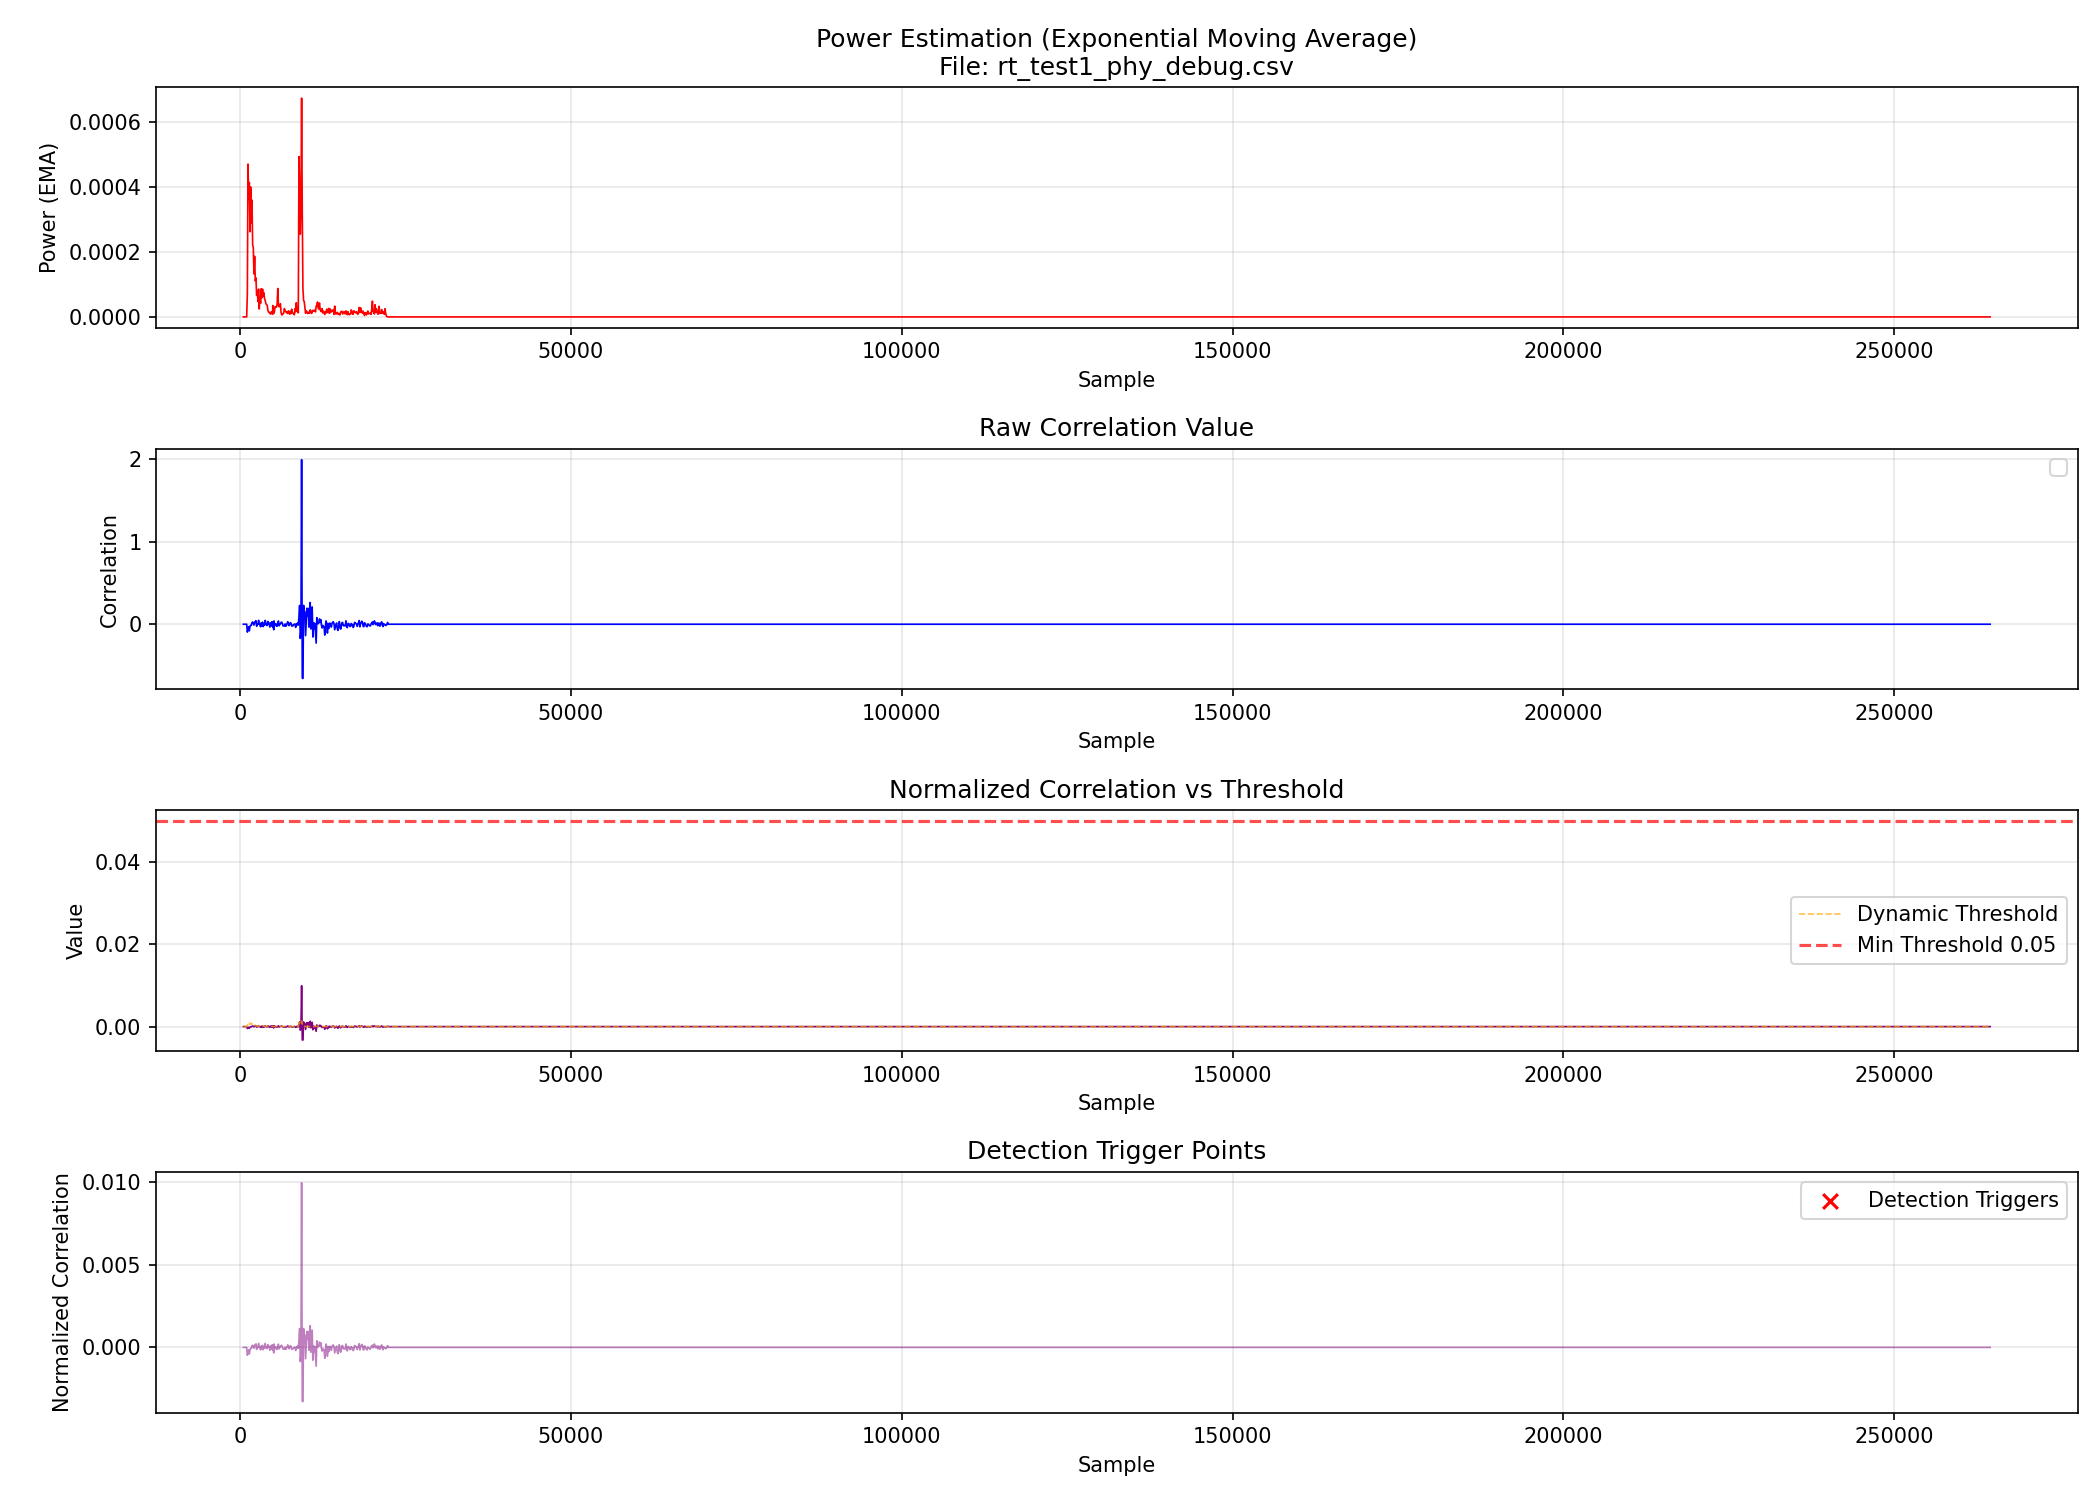 Power Estimation (Exponential Moving Average)
File: rt_test1_phy_debug.csv
Power (EMA)
0.0006
0.0004
0.0002
0.0000
0 50000 100000 150000 200000 250000
Sample
Raw Correlation Value
Correlation
2
1
0
0 50000 100000 150000 200000 250000
Sample
Normalized Correlation vs Threshold
Value
0.04
0.02
0.00
Dynamic Threshold
Min Threshold 0.05
0 50000 100000 150000 200000 250000
Sample
Detection Trigger Points
Normalized Correlation
0.010
0.005
0.000
Detection Triggers
0 50000 100000 150000 200000 250000
Sample